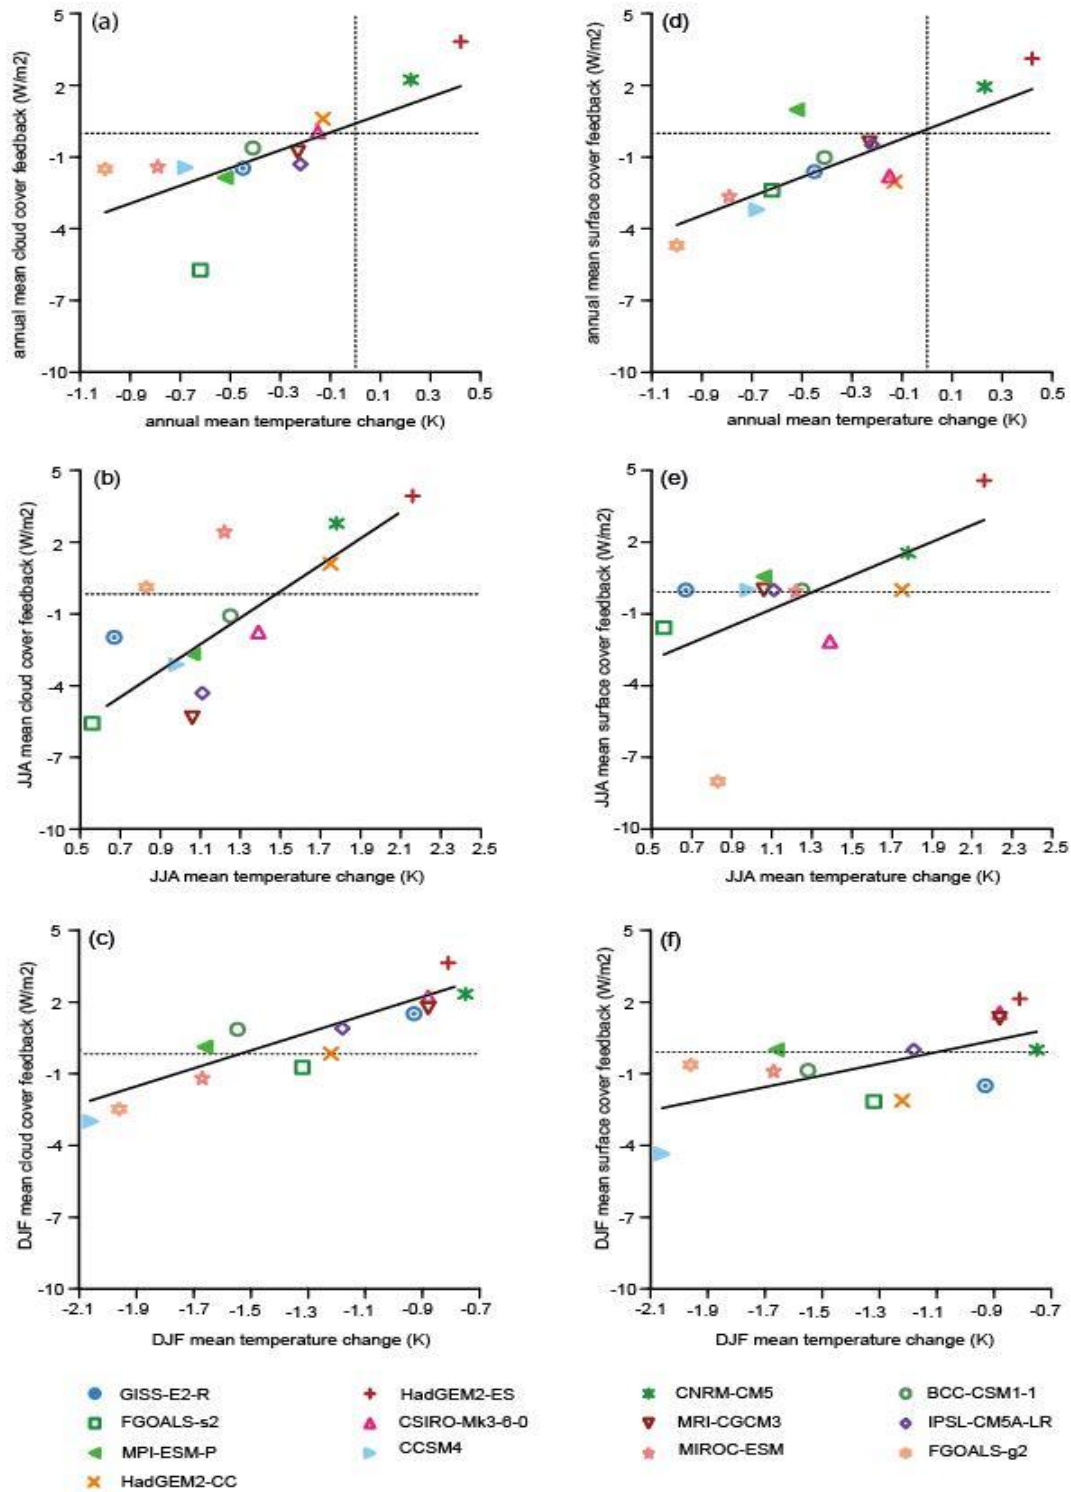 (a)
5
2
-1
-4
-7
-10
annual mean cloud cover feedback (W/m2)
-1.1 -0.9 -0.7 -0.5 -0.3 -0.1 0.1 0.3 0.5
annual mean temperature change (K)
(d)
5
2
-1
-4
-7
-10
annual mean surface cover feedback (W/m2)
-1.1 -0.9 -0.7 -0.5 -0.3 -0.1 0.1 0.3 0.5
annual mean temperature change (K)
(b)
5
2
-1
-4
-7
-10
JJA mean cloud cover feedback (W/m2)
0.5 0.7 0.9 1.1 1.3 1.5 1.7 1.9 2.1 2.3 2.5
JJA mean temperature change (K)
(e)
5
2
-1
-4
-7
-10
JJA mean surface cover feedback (W/m2)
0.5 0.7 0.9 1.1 1.3 1.5 1.7 1.9 2.1 2.2 2.5
JJA mean temperature change (K)
(c)
5
2
-1
-4
-7
-10
DJF mean cloud cover feedback (W/m2)
-2.1 -1.9 -1.7 -1.5 -1.3 -1.1 -0.9 -0.7
DJF mean temperature change (K)
(f)
5
2
-1
-4
-7
-10
DJF mean surface cover feedback (W/m2)
-2.1 -1.9 -1.7 -1.5 -1.3 -1.1 -0.9 -0.7
DJF mean temperature change (K)
GISS-E2-R
HadGEM2-ES
CNRM-CM5
BCC-CSM1-1
FGOALS-s2
CSIRO-Mk3-6-0
MRI-CGCM3
IPSL-CM5A-LR
MPI-ESM-P
CCSM4
MIROC-ESM
FGOALS-g2
HadGEM2-CC